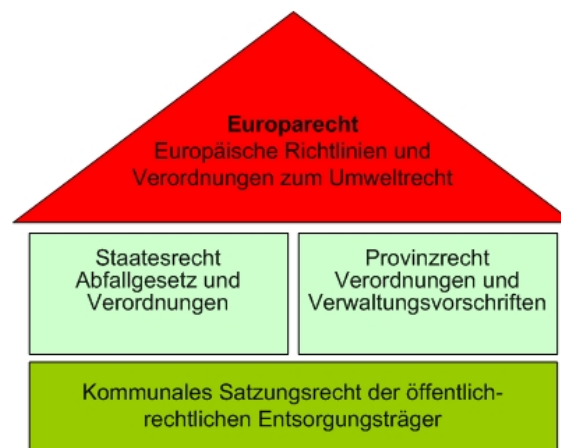 Europarecht
Europäische Richtlinien und
Verordnungen zum Umweltrecht
Staatesrecht
Abfallgesetz und
Verordnungen
Provinzrecht
Verordnungen und
Verwaltungsvorschriften
Kommunales Satzungsrecht der öffentlich-
rechtlichen Entsorgungsträger